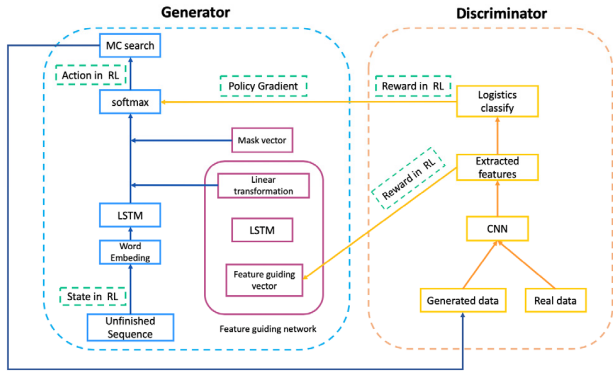 Generator
Discriminator
MC search
Action in RL
softmax
Policy Gradient
Reward in RL
Logistics
classify
Mask vector
Linear
transformation
Reward in RL
Extracted
features
LSTM
LSTM
CNN
Word
Embeding
Feature guiding
vector
State in RL
Generated data
Real data
Unfinished
Sequence
Feature guiding network